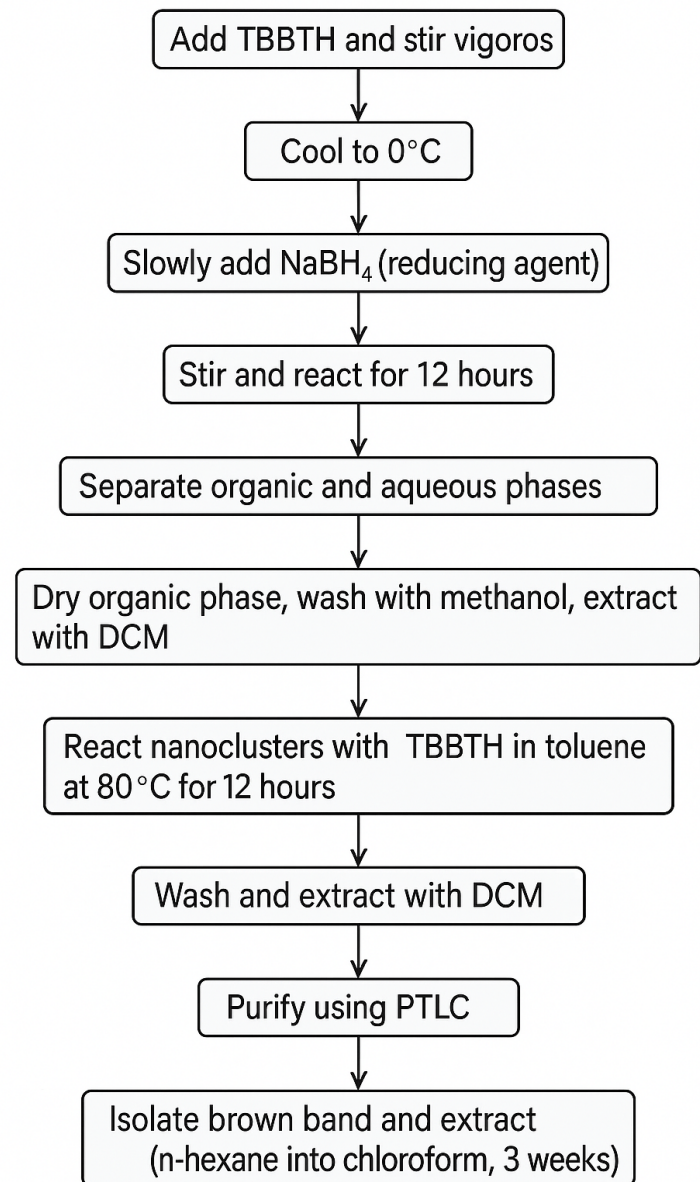 Add TBBTH and stir vigoros
Cool to 0°C
Slowly add NaBH₄ (reducing agent)
Stir and react for 12 hours
Separate organic and aqueous phases
Dry organic phase, wash with methanol, extract
with DCM
React nanoclusters with TBBTH in toluene
at 80°C for 12 hours
Wash and extract with DCM
Purify using PTLC
Isolate brown band and extract
(n-hexane into chloroform, 3 weeks)